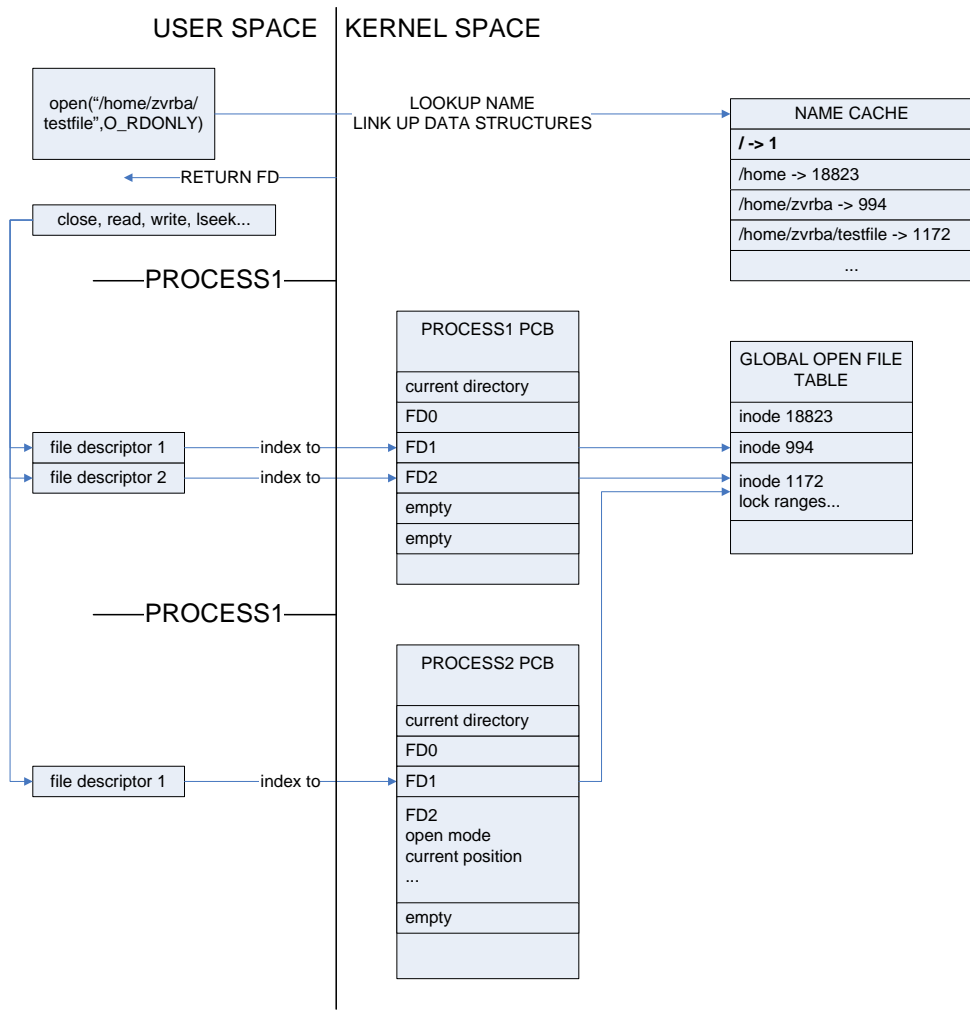 USER SPACE
KERNEL SPACE
open(“/home/zvrba/
testfile”,O_RDONLY)
LOOKUP NAME
LINK UP DATA STRUCTURES
NAME CACHE
/ -> 1
/home -> 18823
/home/zvrba -> 994
/home/zvrba/testfile -> 1172
...
RETURN FD
close, read, write, lseek...
PROCESS1
PROCESS1 PCB
current directory
FD0
FD1
FD2
empty
empty
GLOBAL OPEN FILE
TABLE
inode 18823
inode 994
inode 1172
lock ranges...
file descriptor 1
index to
file descriptor 2
index to
PROCESS1
PROCESS2 PCB
current directory
FD0
FD1
FD2
open mode
current position
...
empty
file descriptor 1
index to